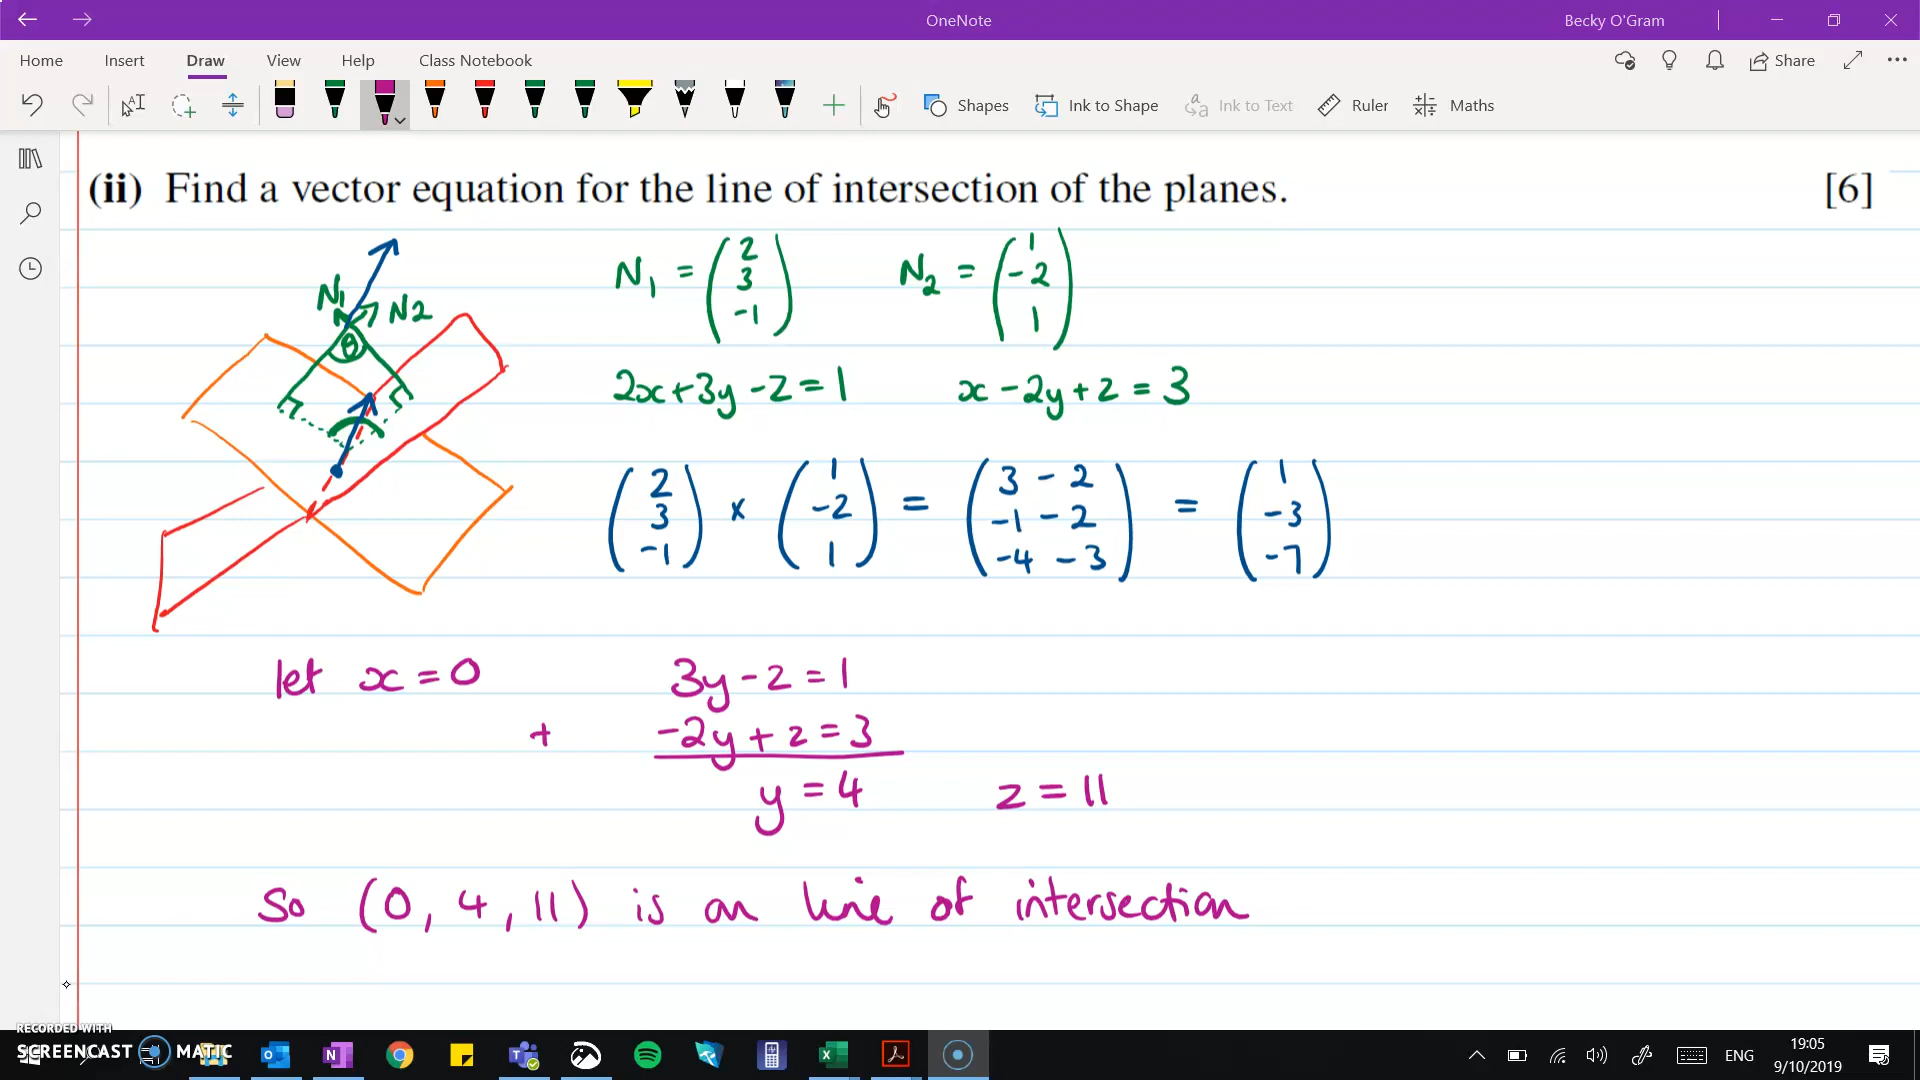 OneNote
Becky O'Gram
Home Insert Draw View Help Class Notebook Share
Shapes Ink to Shape Ink to Text Ruler Maths
(ii) Find a vector equation for the line of intersection of the planes. [6]
N1 = (2 3 -1) N2 = (1 -2 1)
N1 N2
θ
2x+3y-z=1 x-2y+z=3
(2 3 -1) × (1 -2 1) = (3-2 -1-2 -4-3) = (1 -3 -7)
let x=0 3y-z=1
+ -2y+z=3
y=4 z=11
So (0, 4, 11) is on line of intersection
RECORDED WITH
SCREENCAST MATIC
ENG
19:05
9/10/2019